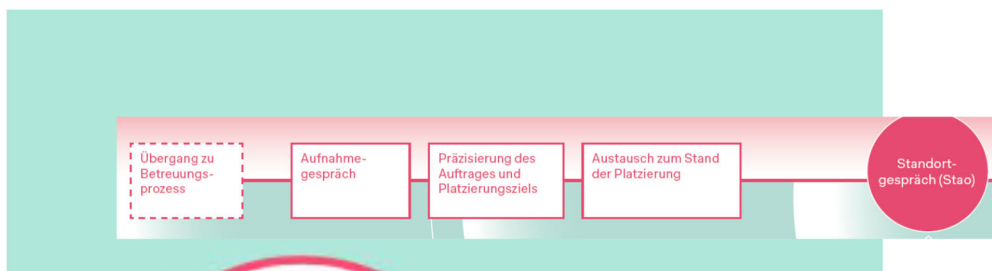 Übergang zu
Betreuungs-
prozess
Aufnahme-
gespräch
Präzisierung des
Auftrages und
Platzierungsziels
Austausch zum Stand
der Platzierung
Standort-
gespräch (Stao)